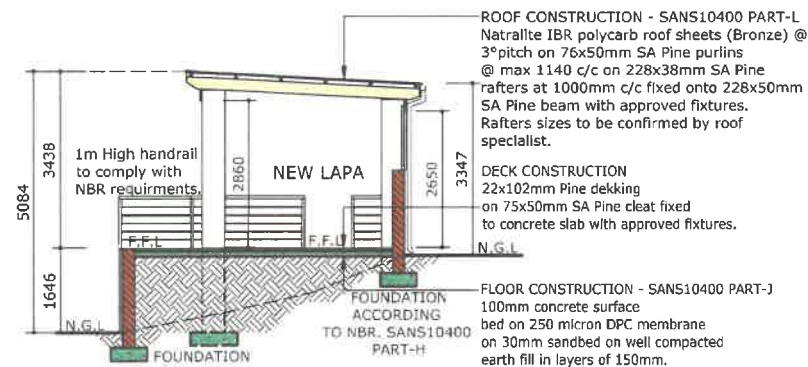 ROOF CONSTRUCTION - SANS10400 PART-L
Natralite IBR polycarb roof sheets (Bronze) @
3°pitch on 76x50mm SA Pine purlins
@ max 1140 c/c on 228x38mm SA Pine
rafters at 1000mm c/c fixed onto 228x50mm
SA Pine beam with approved fixtures.
Rafters sizes to be confirmed by roof
specialist.
DECK CONSTRUCTION
22x102mm Pine dekking
on 75x50mm SA Pine cleat fixed
to concrete slab with approved fixtures.
FLOOR CONSTRUCTION - SANS10400 PART-J
100mm concrete surface
bed on 250 micron DPC membrane
on 30mm sandbed on well compacted
earth fill in layers of 150mm.
1m High handrail
to comply with
NBR requirments.
NEW LAPA
5084
3438
1646
2860
2650
3347
F.F.L
F.F.L
N.G.L
N.G.L
FOUNDATION
FOUNDATION
ACCORDING
TO NBR. SANS10400
PART-H